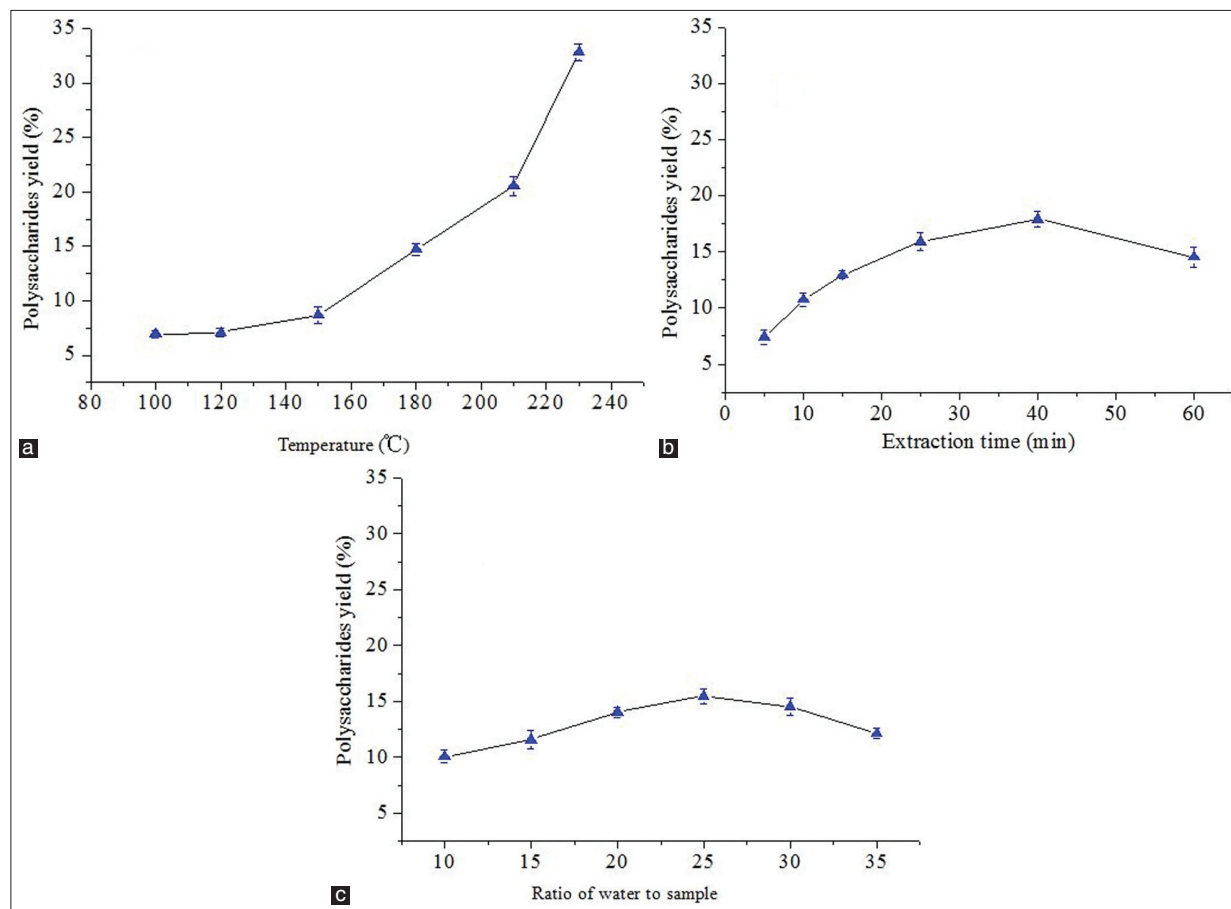 35
30
25
20
15
10
5
Polysaccharides yield (%)
80 100 120 140 160 180 200 220 240
Temperature (℃)
a
35
30
25
20
15
10
5
Polysaccharides yield (%)
0 10 20 30 40 50 60
Extraction time (min)
b
35
30
25
20
15
10
5
Polysaccharides yield (%)
10 15 20 25 30 35
Ratio of water to sample
c